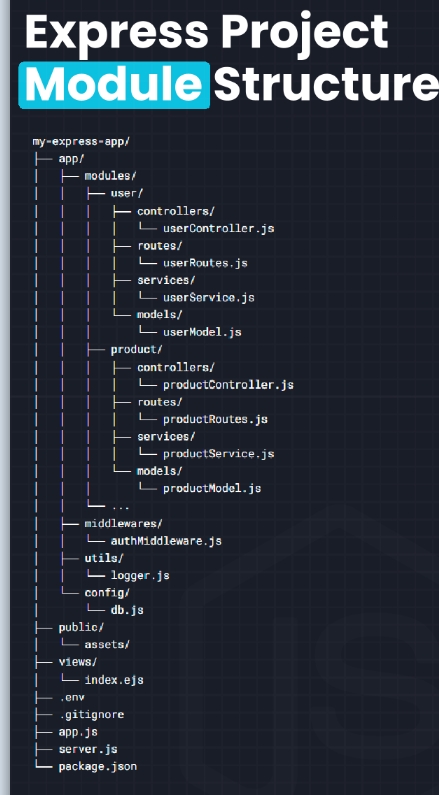 Express Project
Module Structure
my-express-app/
├── app/
│   ├── modules/
│   │   ├── user/
│   │   │   ├── controllers/
│   │   │   │   └── userController.js
│   │   │   ├── routes/
│   │   │   │   └── userRoutes.js
│   │   │   ├── services/
│   │   │   │   └── userService.js
│   │   │   └── models/
│   │   │       └── userModel.js
│   │   ├── product/
│   │   │   ├── controllers/
│   │   │   │   └── productController.js
│   │   │   ├── routes/
│   │   │   │   └── productRoutes.js
│   │   │   ├── services/
│   │   │   │   └── productService.js
│   │   │   └── models/
│   │   │       └── productModel.js
│   │   └── ...
│   ├── middlewares/
│   │   └── authMiddleware.js
│   ├── utils/
│   │   └── logger.js
│   └── config/
│       └── db.js
├── public/
│   └── assets/
├── views/
│   └── index.ejs
├── .env
├── .gitignore
├── app.js
├── server.js
└── package.json
JS